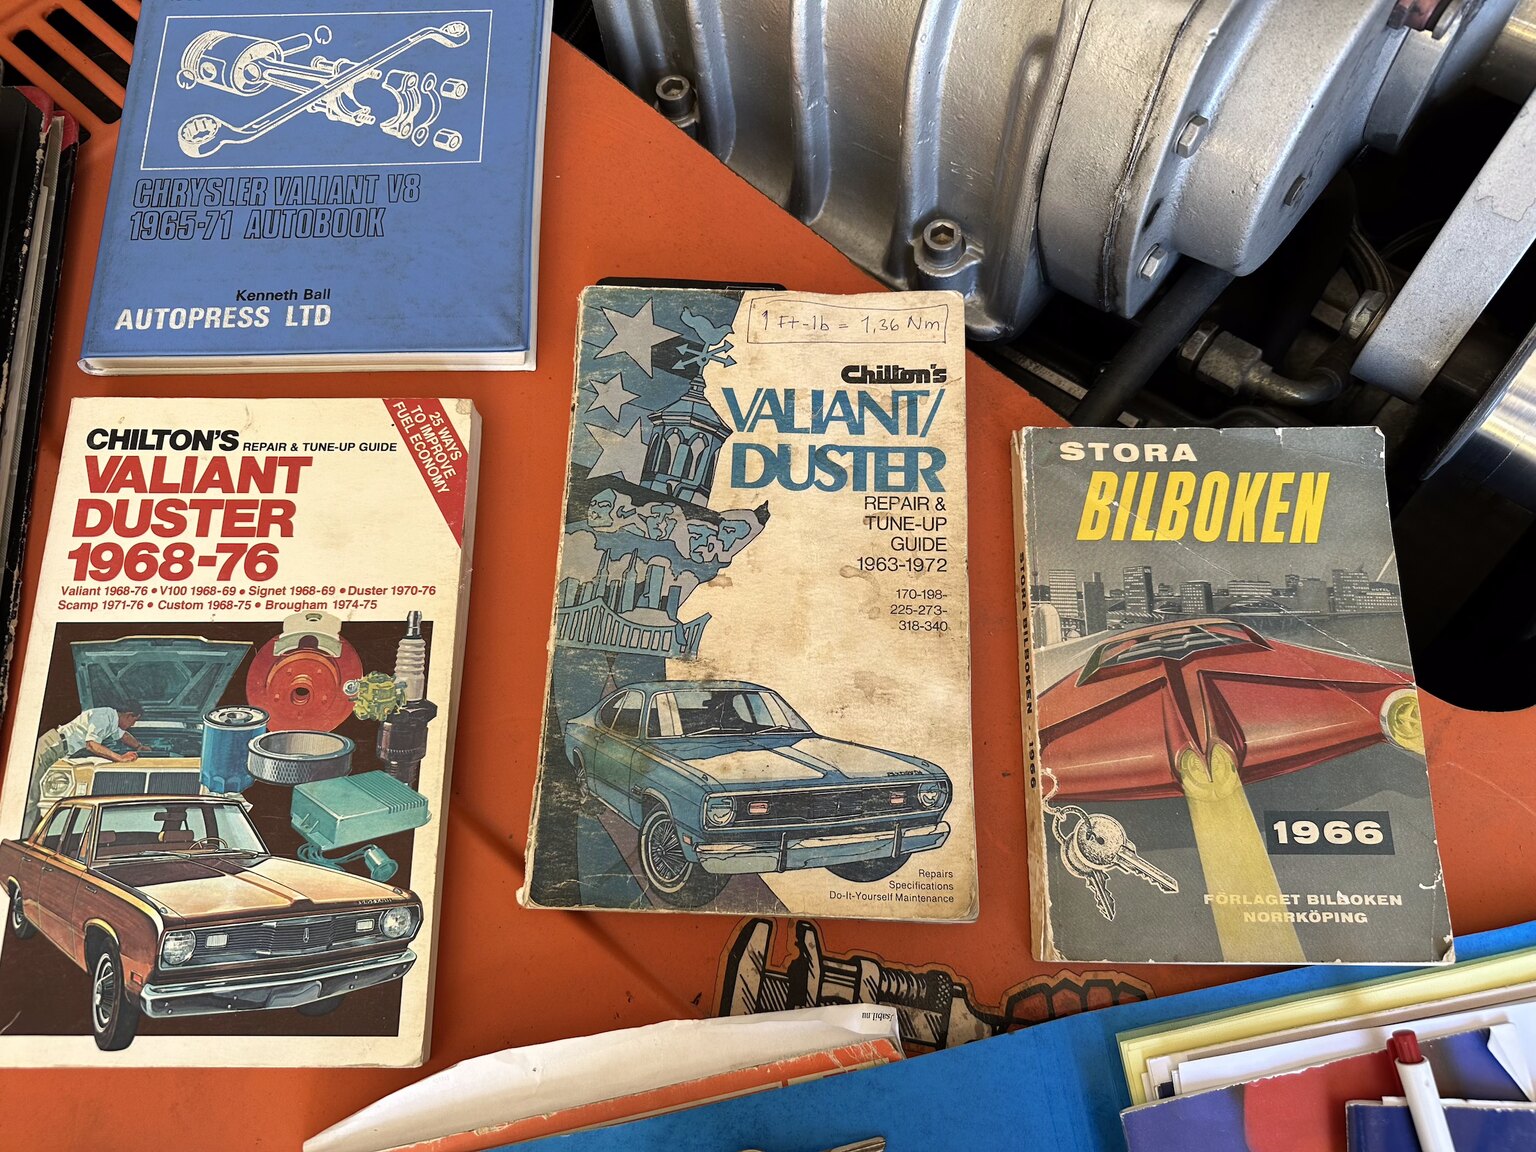 CHRYSLER VALIANT V8
1965-71 AUTOBOOK
Kenneth Ball
AUTOPRESS LTD
CHILTON'S REPAIR & TUNE-UP GUIDE
VALIANT
DUSTER
1968-76
Valiant 1968-76 • V100 1968-69 • Signet 1968-69 • Duster 1970-76
Scamp 1971-76 • Custom 1968-75 • Brougham 1974-75
25 WAYS
TO IMPROVE
FUEL ECONOMY
1 Ft-lb = 1,36 Nm
Chilton's
VALIANT/
DUSTER
REPAIR &
TUNE-UP
GUIDE
1963-1972
170-198-
225-273-
318-340
Repairs
Specifications
Do-It-Yourself Maintenance
STORA
BILBOKEN
1966
FÖRLAGET BILBOKEN
NORRKÖPING
STORA BILBOKEN · 1966
/sabil.nu